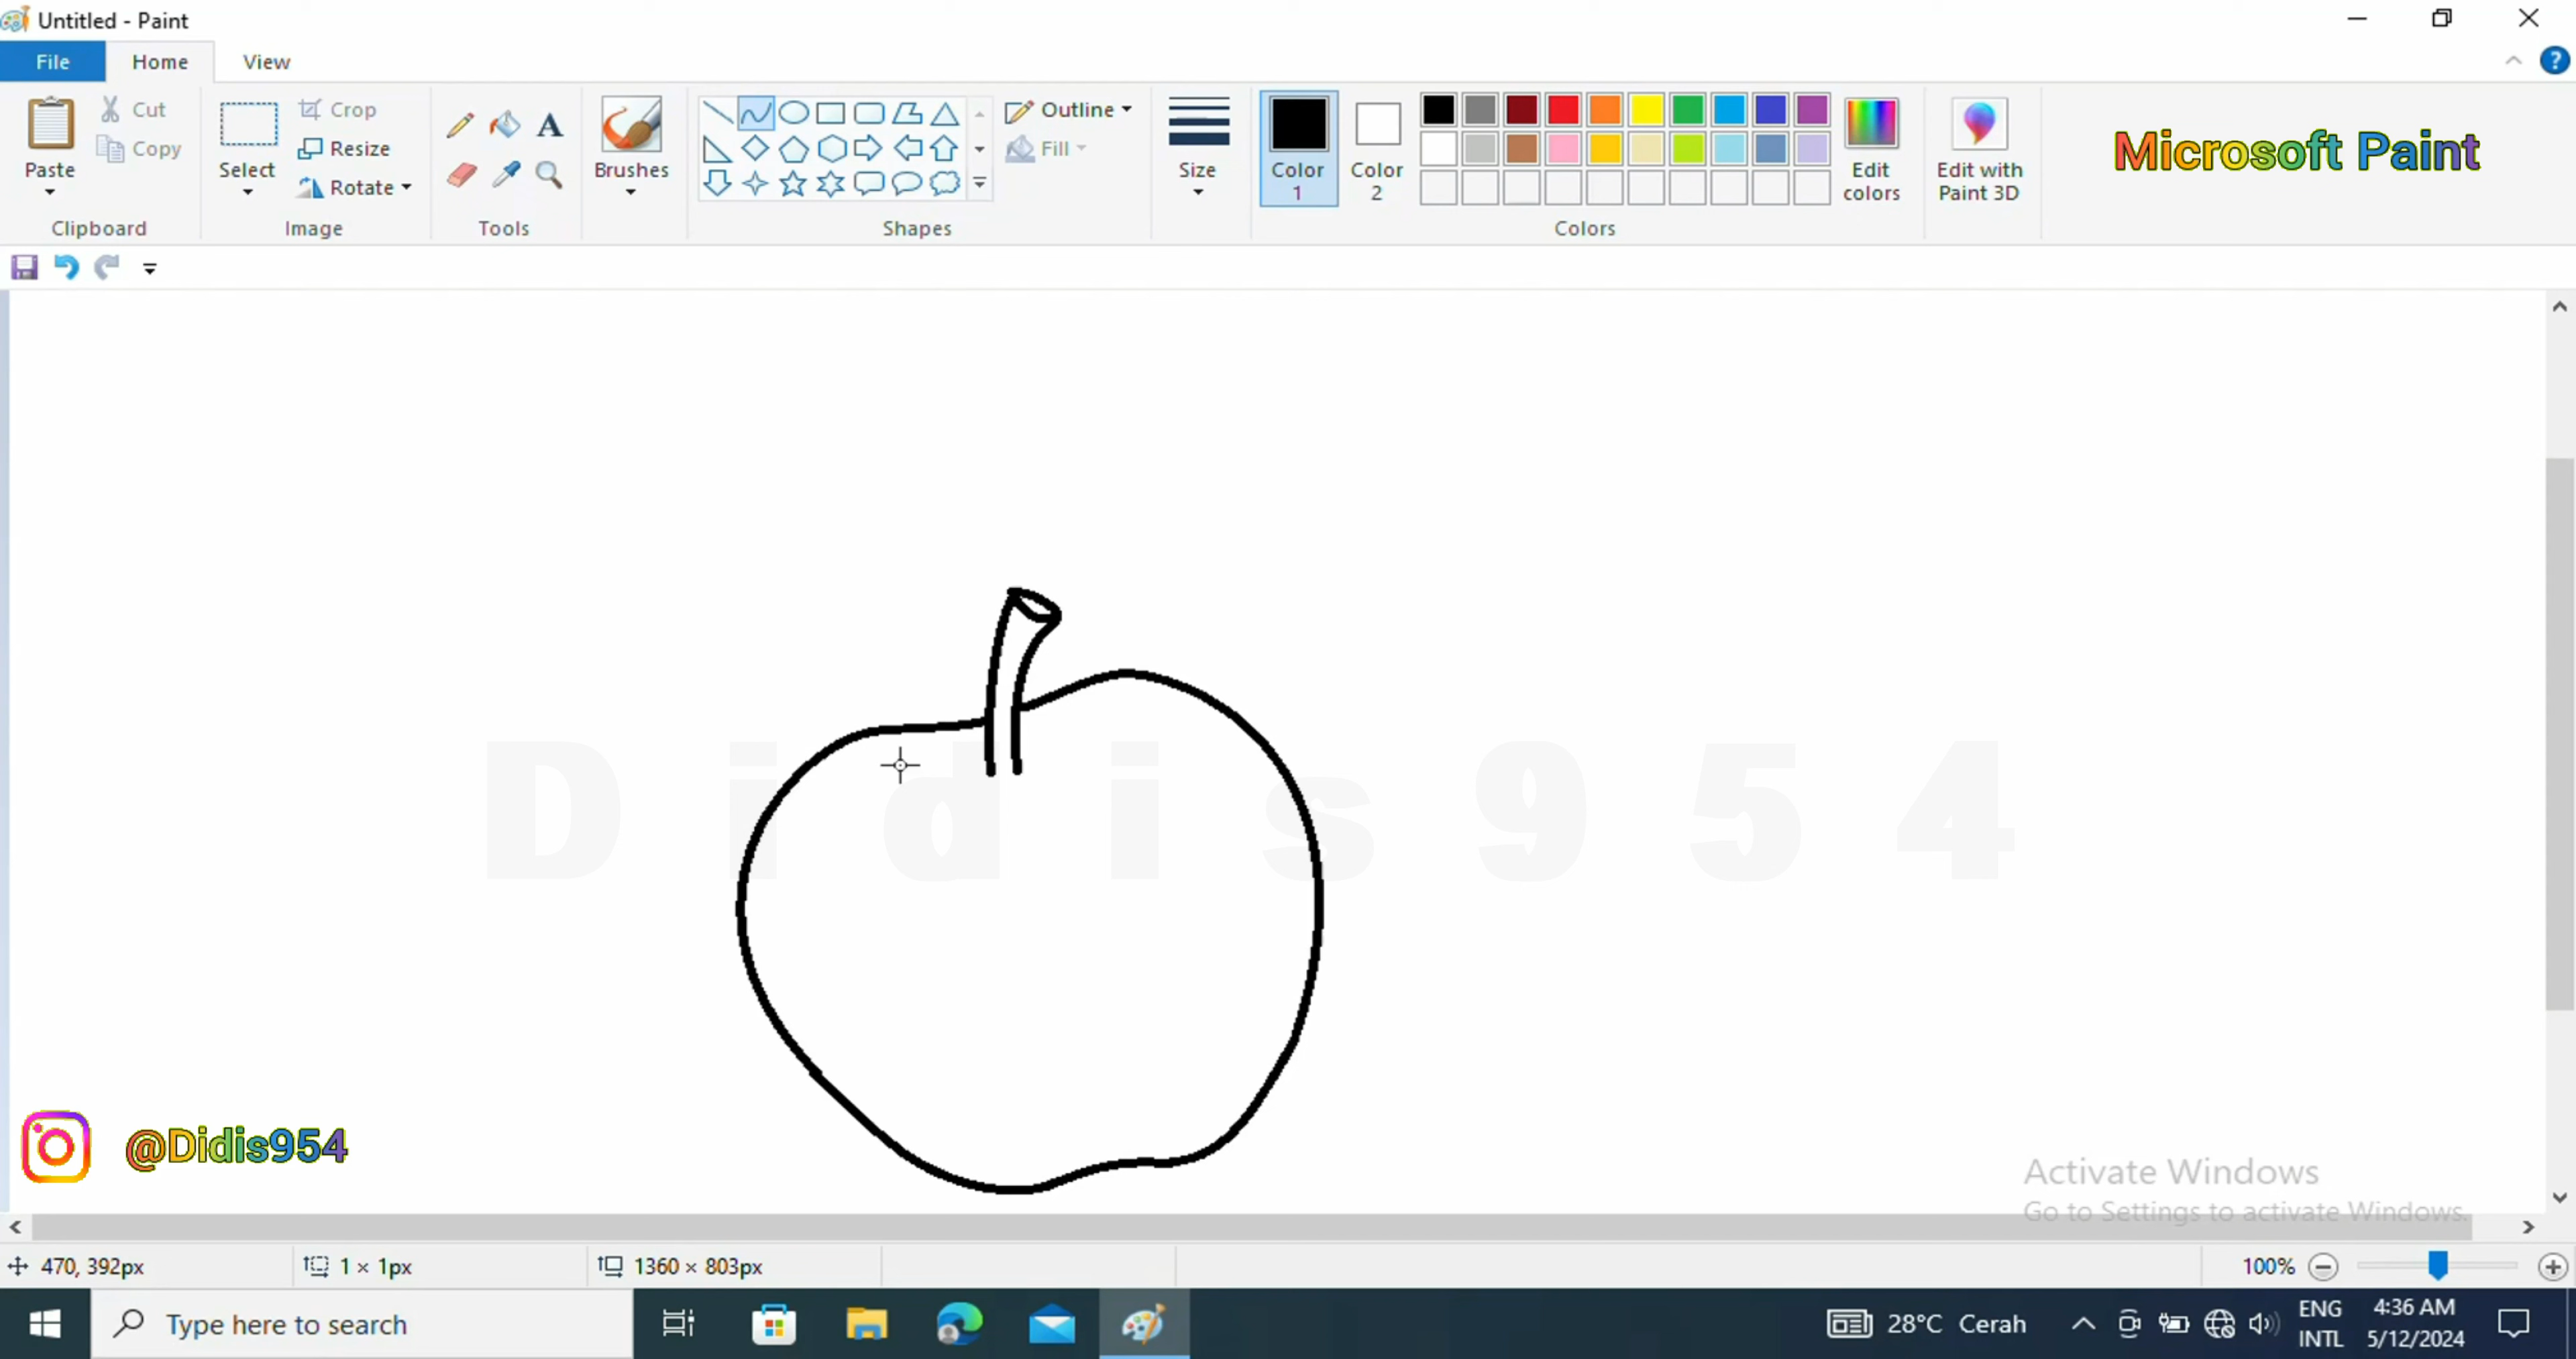 Untitled - Paint
File Home View
Paste
Cut
Copy
Clipboard
Select
Crop
Resize
Rotate
Image
A
Tools
Brushes
Shapes
Outline
Fill
Size
Color 1
Color 2
Colors
Edit colors
Edit with Paint 3D
Microsoft Paint
Didis954
@Didis954
Activate Windows
Go to Settings to activate Windows.
470, 392px 1 × 1px 1360 × 803px 100%
Type here to search
28°C Cerah
ENG
INTL
4:36 AM
5/12/2024